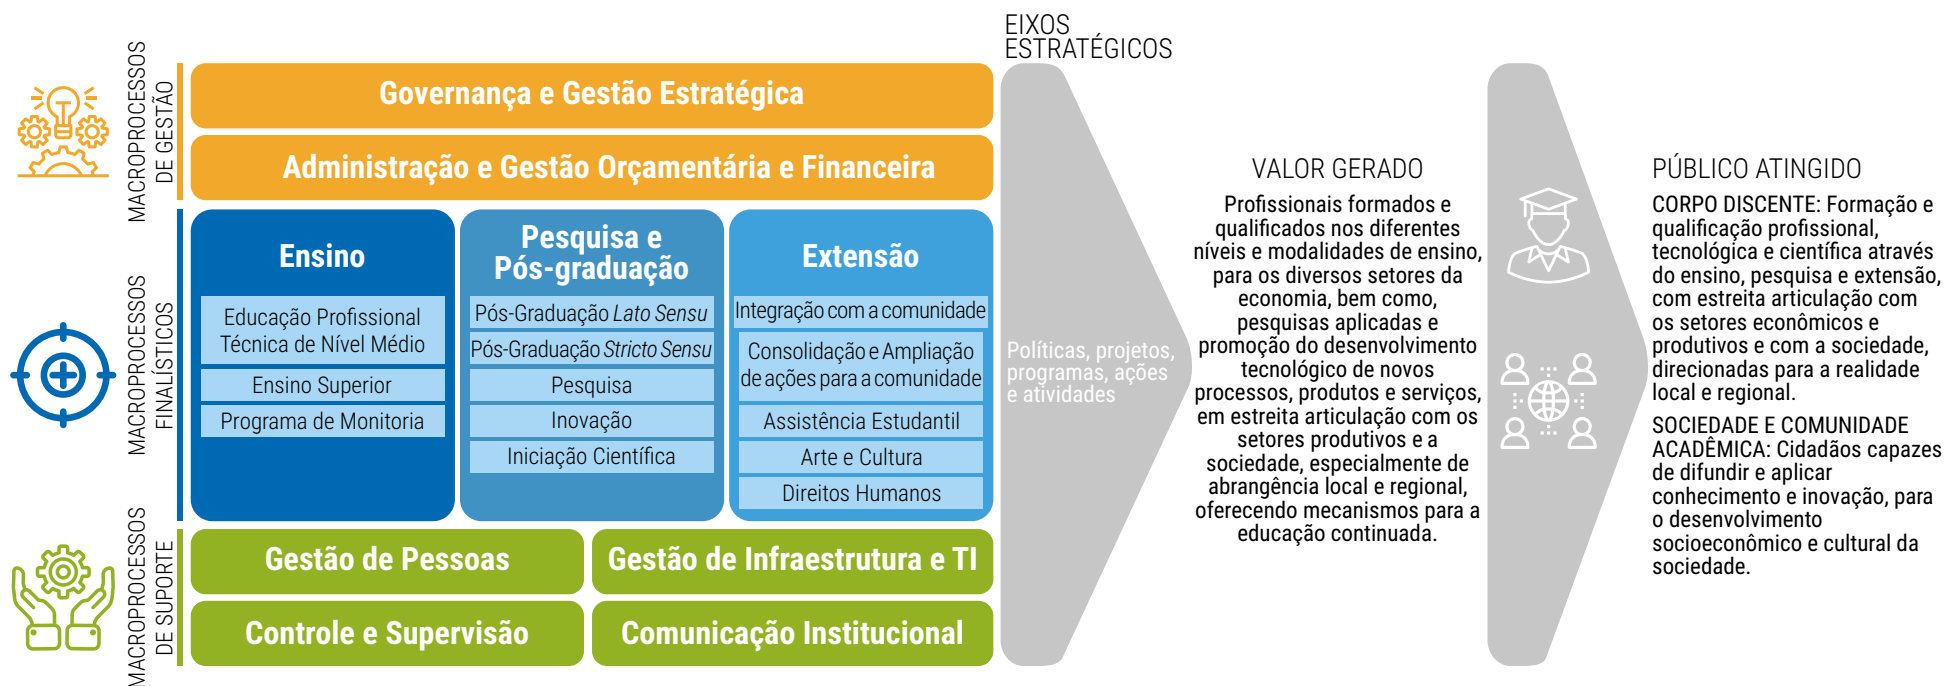 MACROPROCESSOS
DE GESTÃO
Governança e Gestão Estratégica
Administração e Gestão Orçamentária e Financeira
MACROPROCESSOS
FINALÍSTICOS
Ensino
Educação Profissional
Técnica de Nível Médio
Ensino Superior
Programa de Monitoria
Pesquisa e
Pós-graduação
Pós-Graduação Lato Sensu
Pós-Graduação Stricto Sensu
Pesquisa
Inovação
Iniciação Científica
Extensão
Integração com a comunidade
Consolidação e Ampliação
de ações para a comunidade
Assistência Estudantil
Arte e Cultura
Direitos Humanos
MACROPROCESSOS
DE SUPORTE
Gestão de Pessoas
Gestão de Infraestrutura e TI
Controle e Supervisão
Comunicação Institucional
EIXOS
ESTRATÉGICOS
Políticas, projetos,
programas, ações
e atividades
VALOR GERADO
Profissionais formados e
qualificados nos diferentes
níveis e modalidades de ensino,
para os diversos setores da
economia, bem como,
pesquisas aplicadas e
promoção do desenvolvimento
tecnológico de novos
processos, produtos e serviços,
em estreita articulação com os
setores produtivos e a
sociedade, especialmente de
abrangência local e regional,
oferecendo mecanismos para a
educação continuada.
PÚBLICO ATINGIDO
CORPO DISCENTE: Formação e
qualificação profissional,
tecnológica e científica através
do ensino, pesquisa e extensão,
com estreita articulação com
os setores econômicos e
produtivos e com a sociedade,
direcionadas para a realidade
local e regional.
SOCIEDADE E COMUNIDADE
ACADÊMICA: Cidadãos capazes
de difundir e aplicar
conhecimento e inovação, para
o desenvolvimento
socioeconômico e cultural da
sociedade.